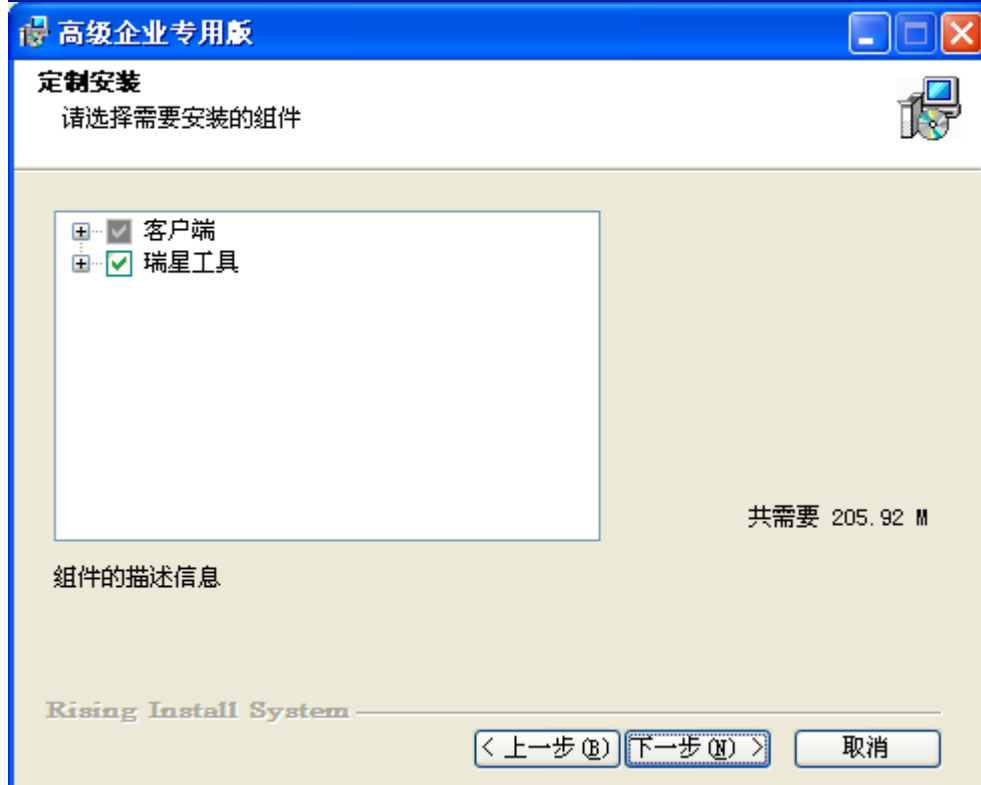 高级企业专用版
定制安装
请选择需要安装的组件
客户端
瑞星工具
共需要 205.92 M
组件的描述信息
Rising Install System
< 上一步(B) 下一步(N) > 取消